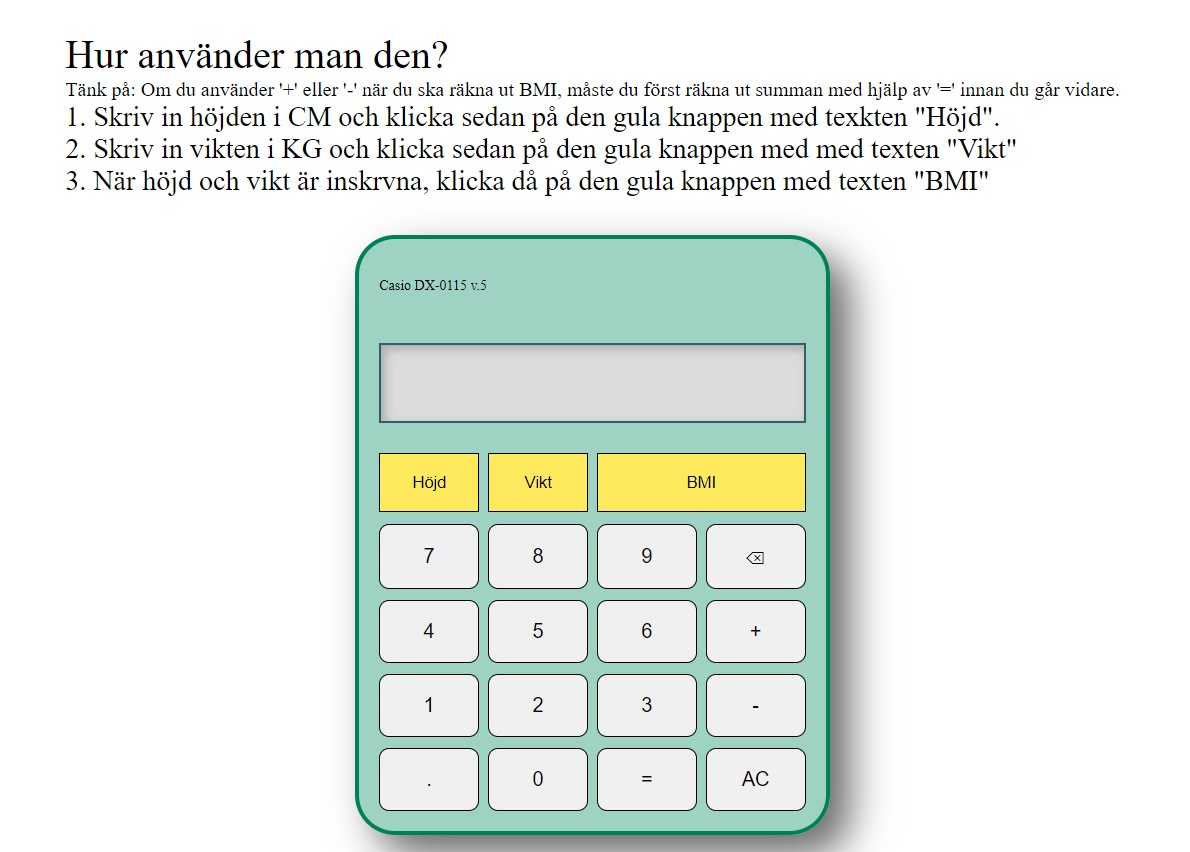 Hur använder man den?
Tänk på: Om du använder '+' eller '-' när du ska räkna ut BMI, måste du först räkna ut summan med hjälp av '=' innan du går vidare.
1. Skriv in höjden i CM och klicka sedan på den gula knappen med texkten "Höjd".
2. Skriv in vikten i KG och klicka sedan på den gula knappen med med texten "Vikt"
3. När höjd och vikt är inskrvna, klicka då på den gula knappen med texten "BMI"
Casio DX-0115 v.5
Höjd Vikt BMI
7 8 9 ⌫
4 5 6 +
1 2 3 -
. 0 = AC